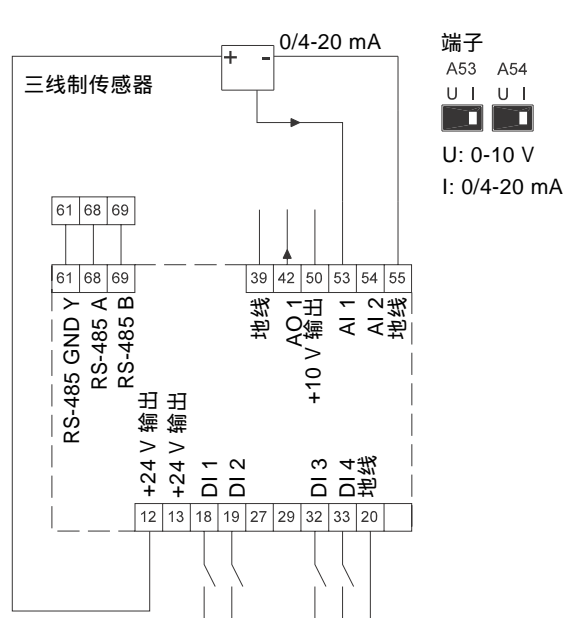 0/4-20 mA
+ -
三线制传感器
端子
A53 A54
U I U I
U: 0-10 V
I: 0/4-20 mA
61 68 69
61 68 69
39 42 50 53 54 55
RS-485 GND Y
RS-485 A
RS-485 B
地线
AO 1
+10 V 输出
AI 1
AI 2
地线
+24 V 输出
+24 V 输出
DI 1
DI 2
DI 3
DI 4
地线
12 13 18 19 27 29 32 33 20